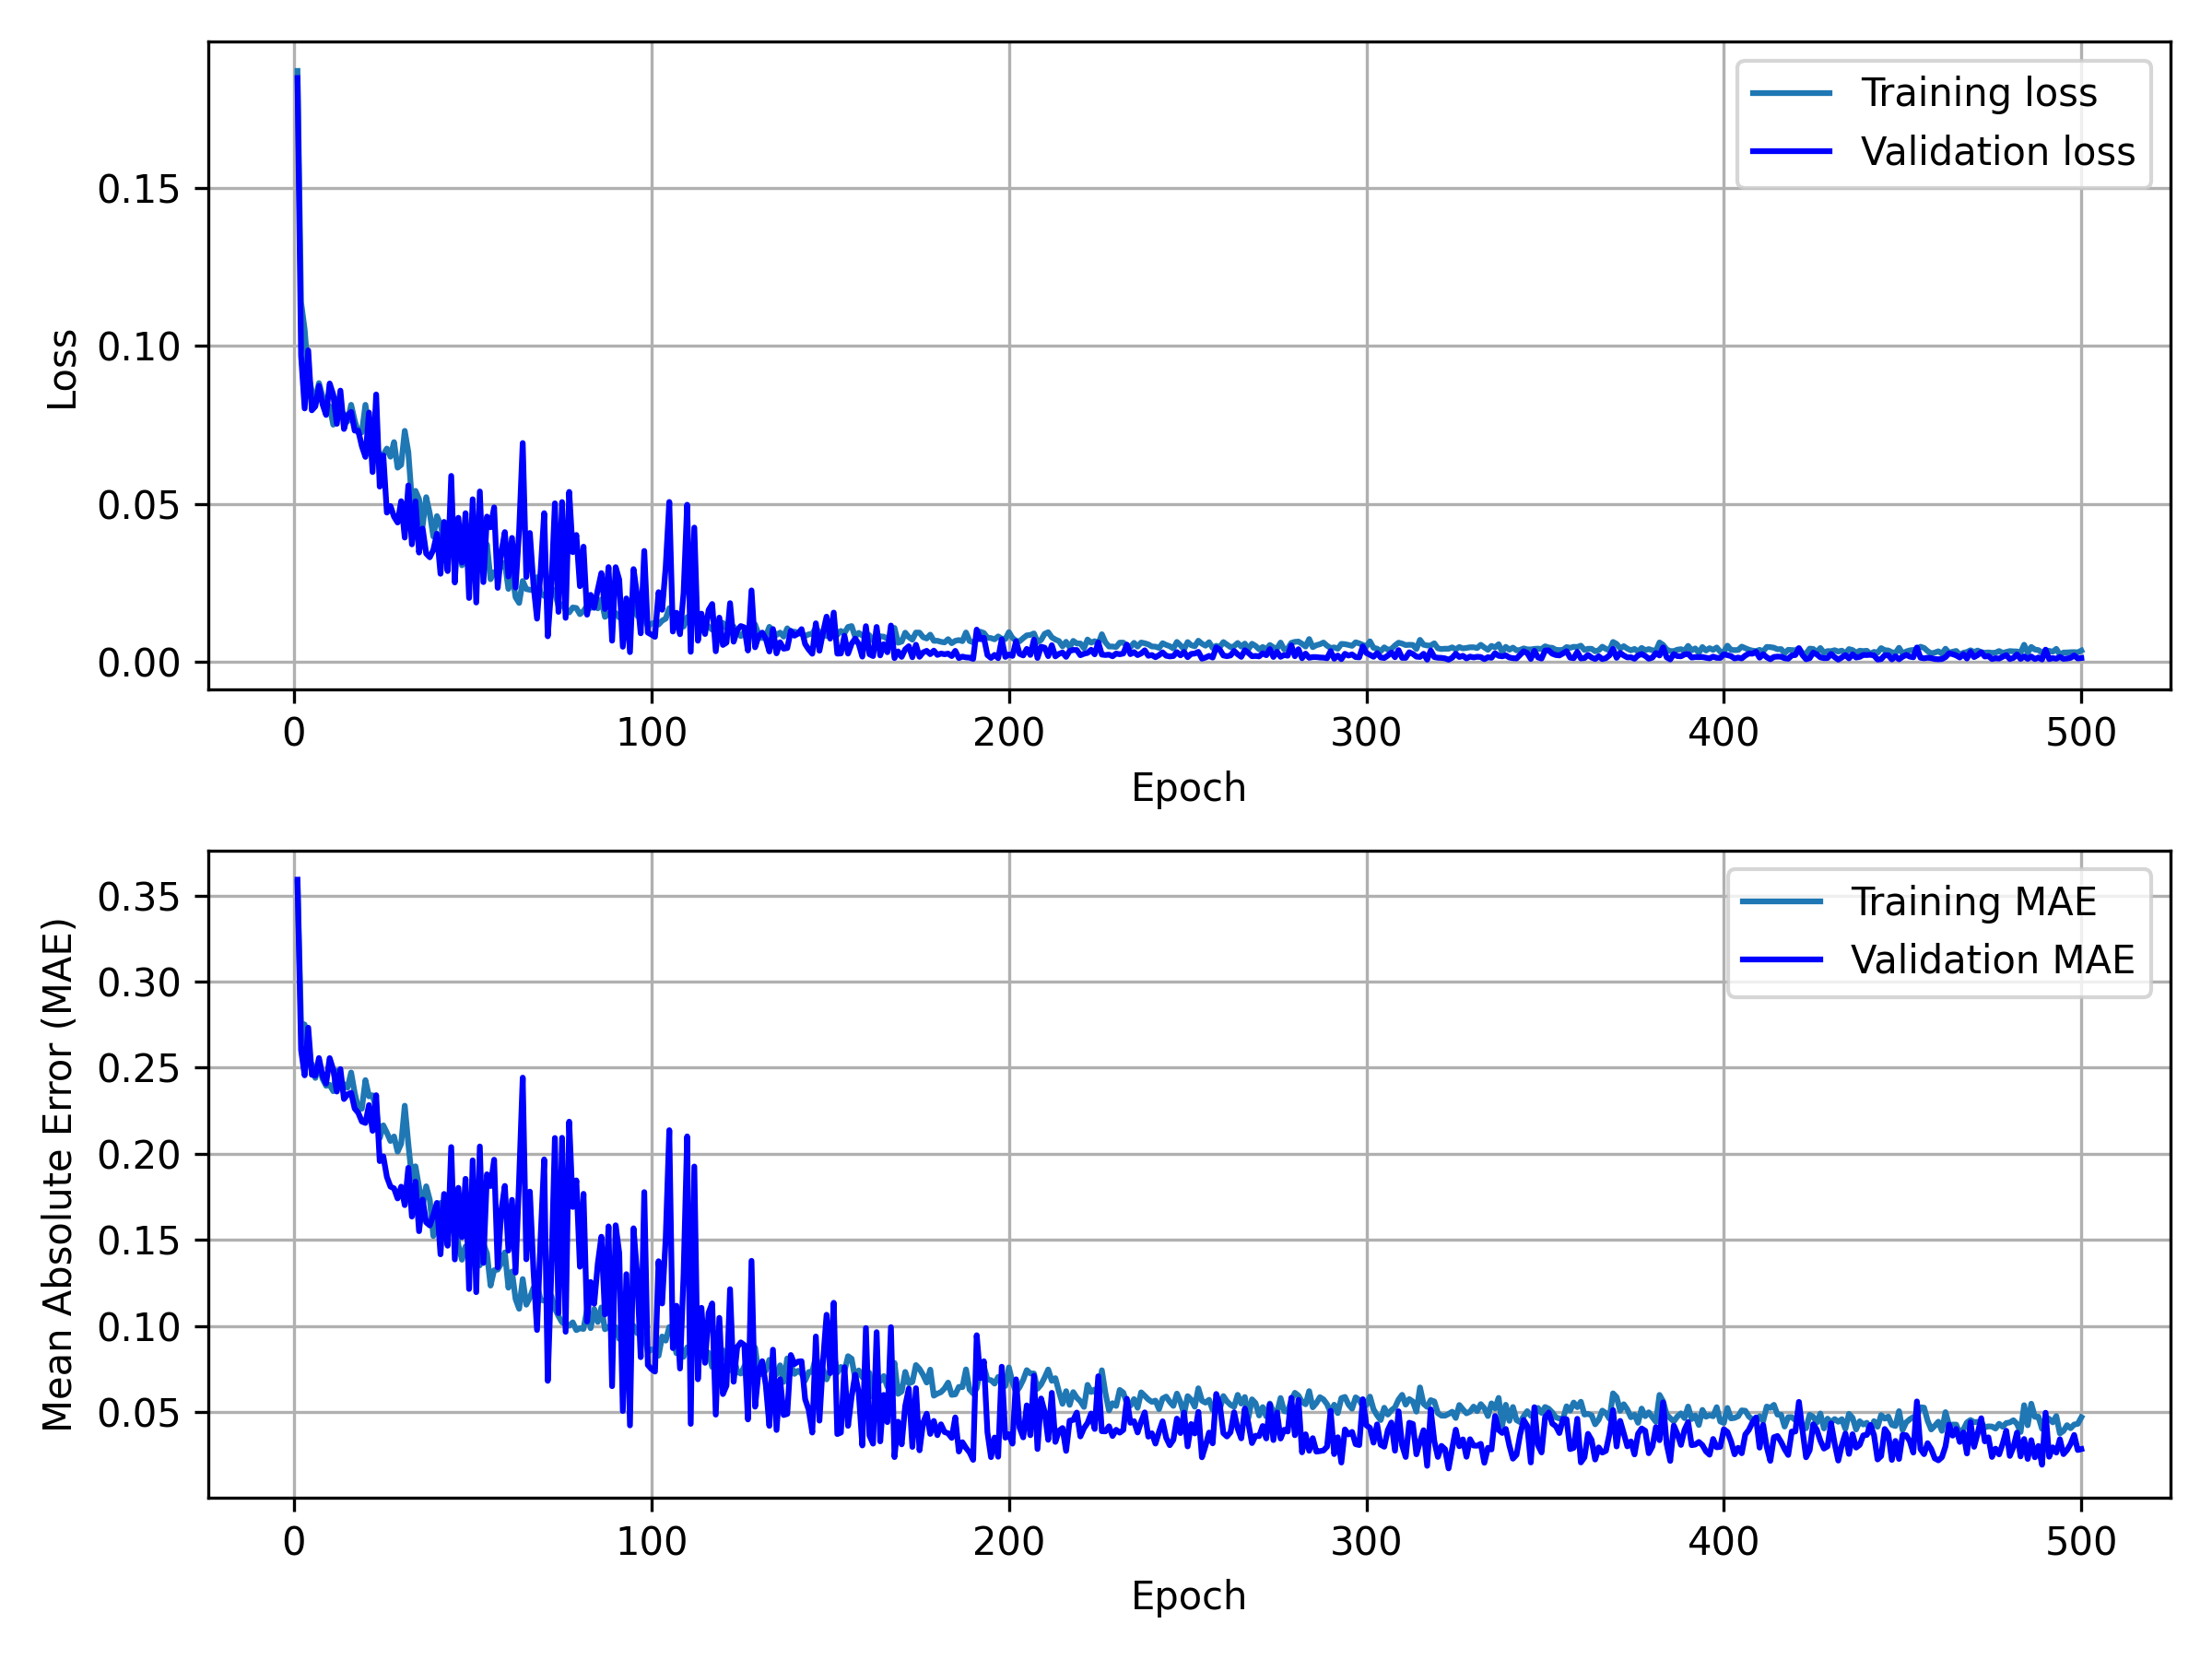 Training loss
Validation loss
Loss
0.15
0.10
0.05
0.00
0 100 200 300 400 500
Epoch
Training MAE
Validation MAE
Mean Absolute Error (MAE)
0.35
0.30
0.25
0.20
0.15
0.10
0.05
0 100 200 300 400 500
Epoch